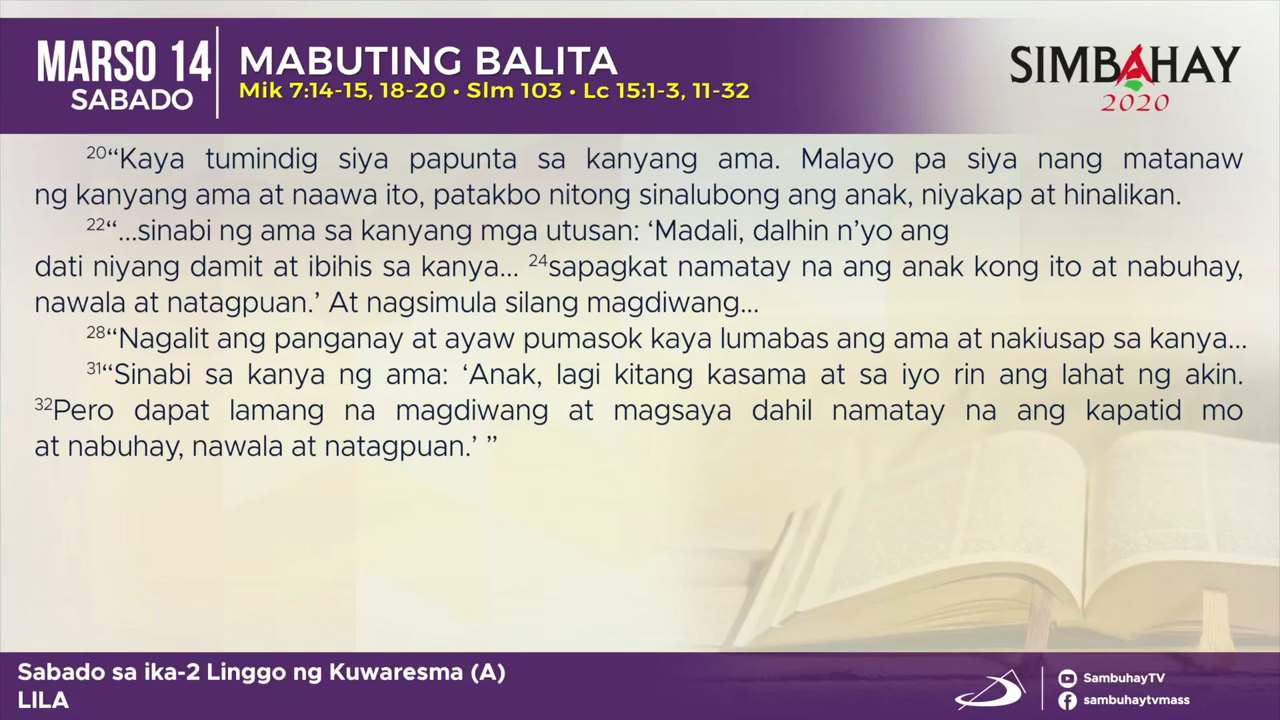 MARSO 14
SABADO
MABUTING BALITA
Mik 7:14-15, 18-20 • Slm 103 • Lc 15:1-3, 11-32
SIMBAHAY
2020
20“Kaya tumindig siya papunta sa kanyang ama. Malayo pa siya nang matanaw
ng kanyang ama at naawa ito, patakbo nitong sinalubong ang anak, niyakap at hinalikan.
22“...sinabi ng ama sa kanyang mga utusan: ‘Madali, dalhin n’yo ang
dati niyang damit at ibihis sa kanya... 24sapagkat namatay na ang anak kong ito at nabuhay,
nawala at natagpuan.’ At nagsimula silang magdiwang...
28“Nagalit ang panganay at ayaw pumasok kaya lumabas ang ama at nakiusap sa kanya...
31“Sinabi sa kanya ng ama: ‘Anak, lagi kitang kasama at sa iyo rin ang lahat ng akin.
32Pero dapat lamang na magdiwang at magsaya dahil namatay na ang kapatid mo
at nabuhay, nawala at natagpuan.’ ”
Sabado sa ika-2 Linggo ng Kuwaresma (A)
LILA
SambuhayTV
sambuhaytvmass